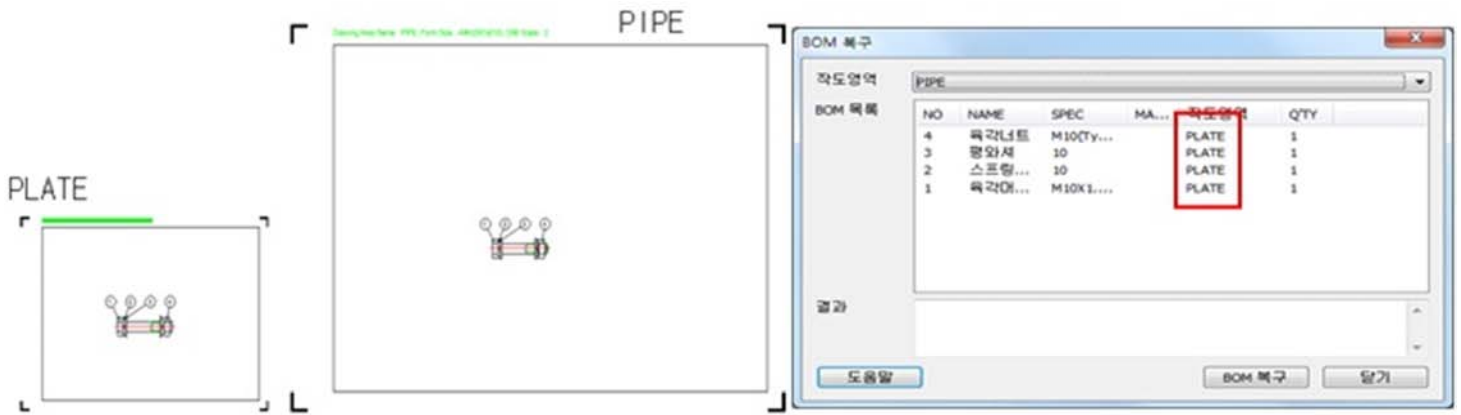 PIPE
PLATE
BOM 복구
작도영역 PIPE
BOM 목록
NO NAME SPEC MA... 작도영역 Q'TY
4 육각너트 M10(Ty... PLATE 1
3 평와셔 10 PLATE 1
2 스프링... 10 PLATE 1
1 육각머... M10X1.... PLATE 1
결과
도움말 BOM 복구 닫기